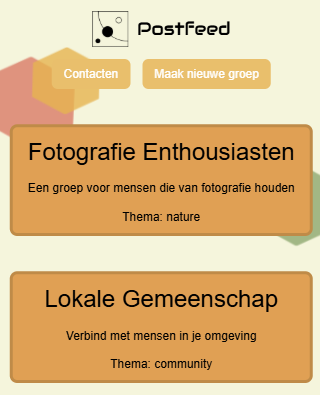 Postfeed
Contacten
Maak nieuwe groep
Fotografie Enthousiasten
Een groep voor mensen die van fotografie houden
Thema: nature
Lokale Gemeenschap
Verbind met mensen in je omgeving
Thema: community